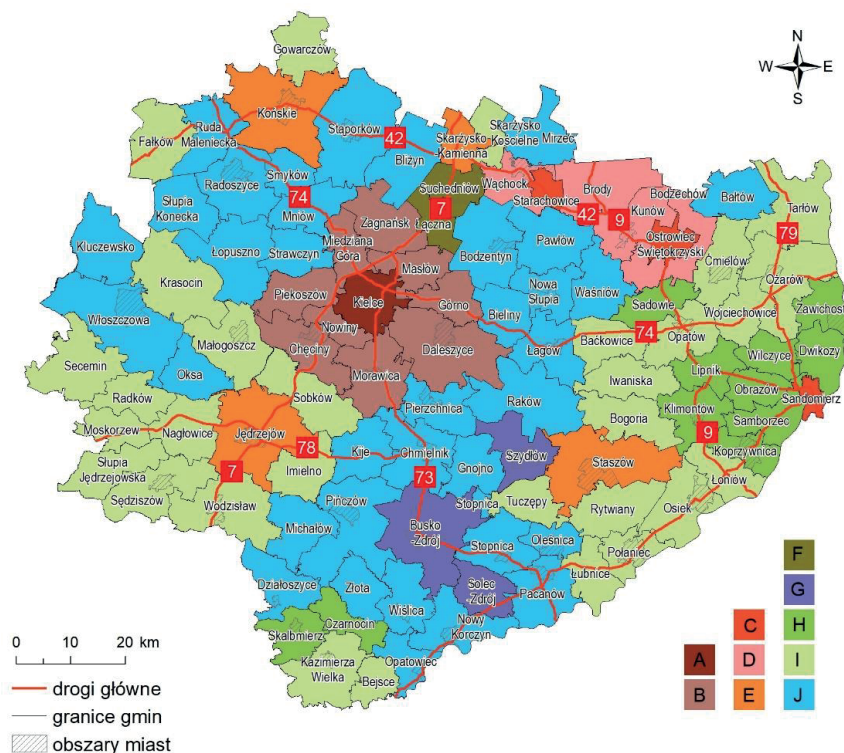 Gowarczów
N
W E
S
Końskie
Fałków
Ruda
Maleniecka
Stąporków
42
Skarżysko-
Kamienna
Skarżysko
Kościelne
Mirzec
Bliżyn
Smyków
Radoszyce
74
Mniów
Suchedniów
7
Łączna
Wąchock
Starachowice
Brody
42
9
Kunów
Bodzechów
Bałtów
Tarłów
79
Słupia
Konecka
Zagnańsk
Miedziana
Góra
Bodzentyn
Pawłów
Ostrowiec
Świętokrzyski
Ćmielów
Kluczewsko
Łopuszno
Strawczyn
Masłów
Ożarów
Krasocin
Piekoszów
Kielce
Górno
Nowa
Słupia
Waśniów
Sadowie
Wojciechowice
Zawichost
Włoszczowa
Nowiny
Bieliny
74
Opatów
Małogoszcz
Chęciny
Daleszyce
Łagów
Baćkowice
Lipnik
Wilczyce
Dwikozy
Secemin
Oksa
Morawica
Iwaniska
Obrazów
Sandomierz
Radków
Sobków
Pierzchnica
Raków
Klimontów
Samborzec
Bogoria
9
Koprzywnica
Moskorzew
Nagłowice
Jędrzejów
78
Kije
Chmielnik
Szydłów
Staszów
Łoniów
Słupia
Jędrzejowska
7
Imielno
73
Gnojno
Sędziszów
Wodzisław
Pińczów
Stopnica
Tuczępy
Rytwiany
Osiek
Michałów
Busko
-Zdrój
Stopnica
Oleśnica
Połaniec
Łubnice
Działoszyce
Złota
Solec
-Zdrój
Pacanów
Wiślica
Czarnocin
Nowy
Korczyn
Skalbmierz
Kazimierza
Wielka
Opatowiec
Bejsce
0 20 km
drogi główne
granice gmin
obszary miast
F
G
C H
A D I
B E J